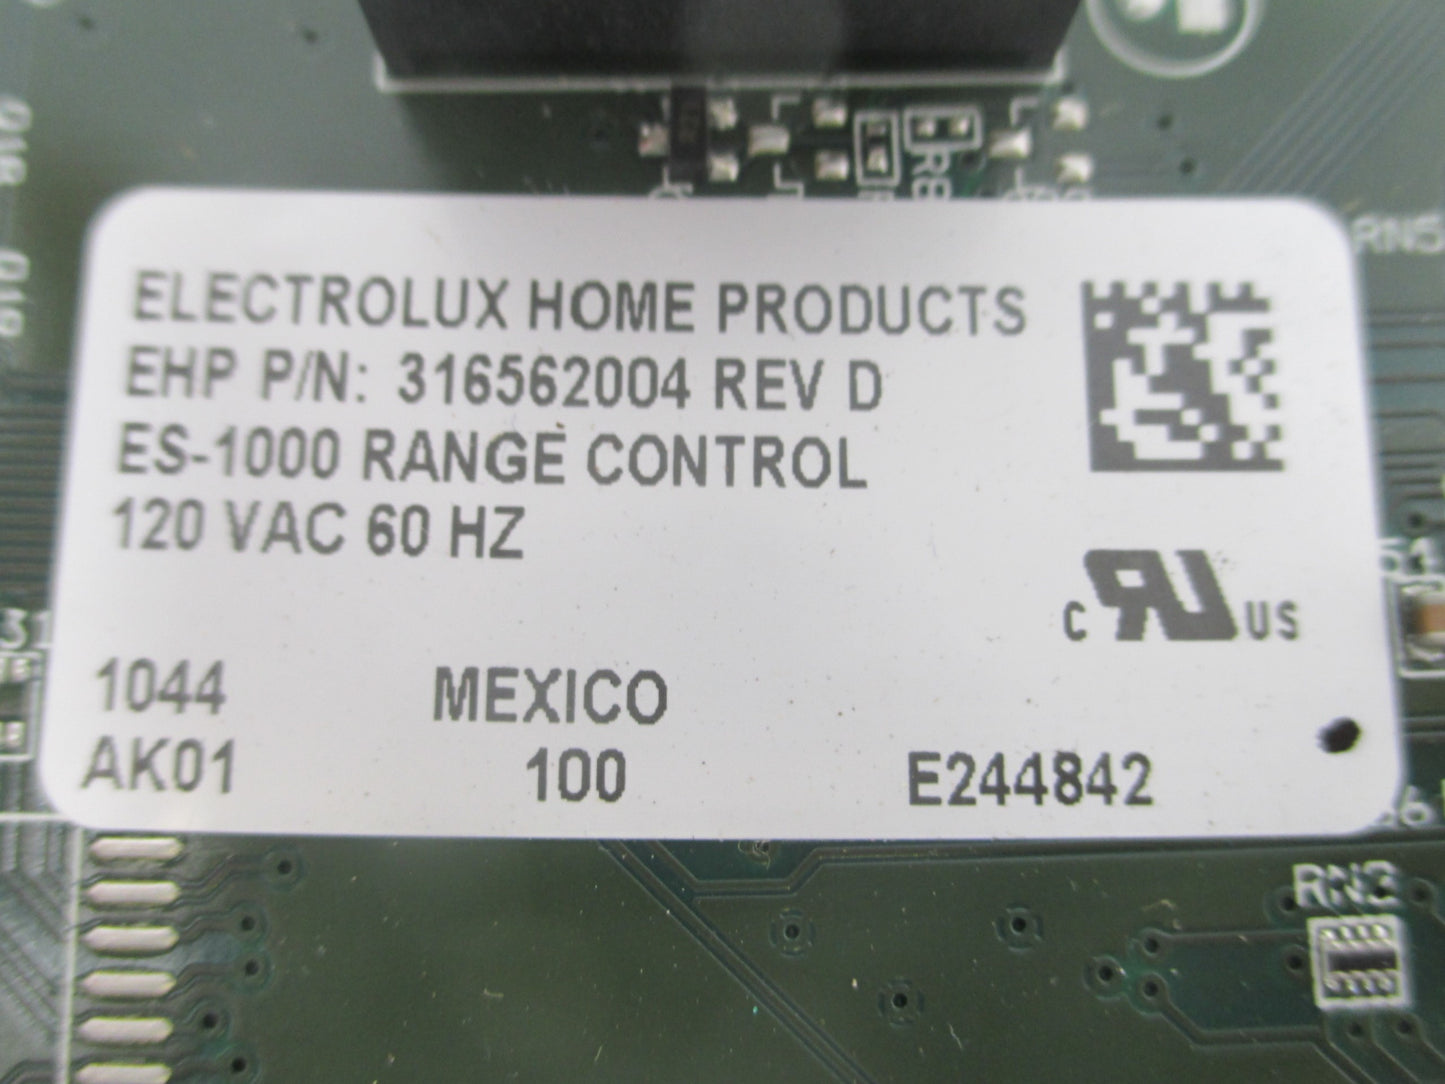 ELECTROLUX HOME PRODUCTS
EHP P/N: 316562004 REV D
ES-1000 RANGE CONTROL
120 VAC 60 HZ
C UR US
1044 MEXICO
AK01 100 E244842
RN3